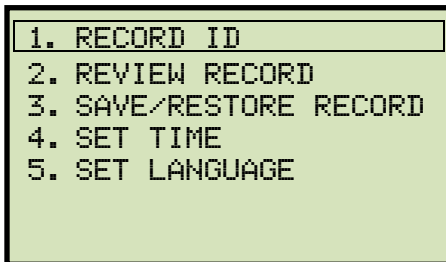 1. RECORD ID
2. REVIEW RECORD
3. SAVE/RESTORE RECORD
4. SET TIME
5. SET LANGUAGE